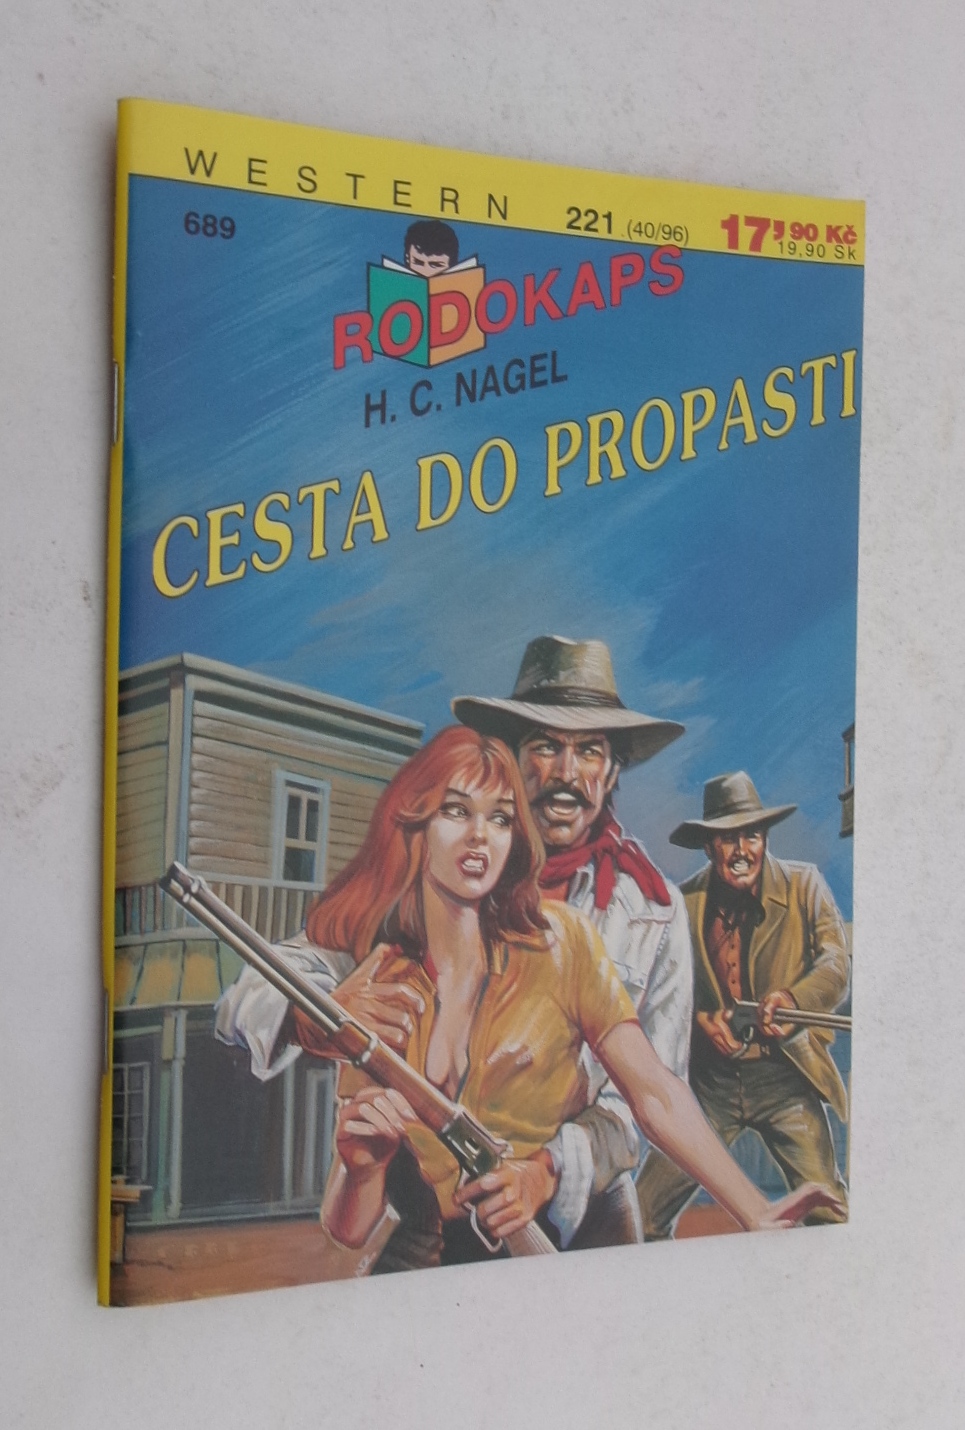 WESTERN
689
221 (40/96)
17,90 Kč
19,90 Sk
RODOKAPS
H. C. NAGEL
CESTA DO PROPASTI